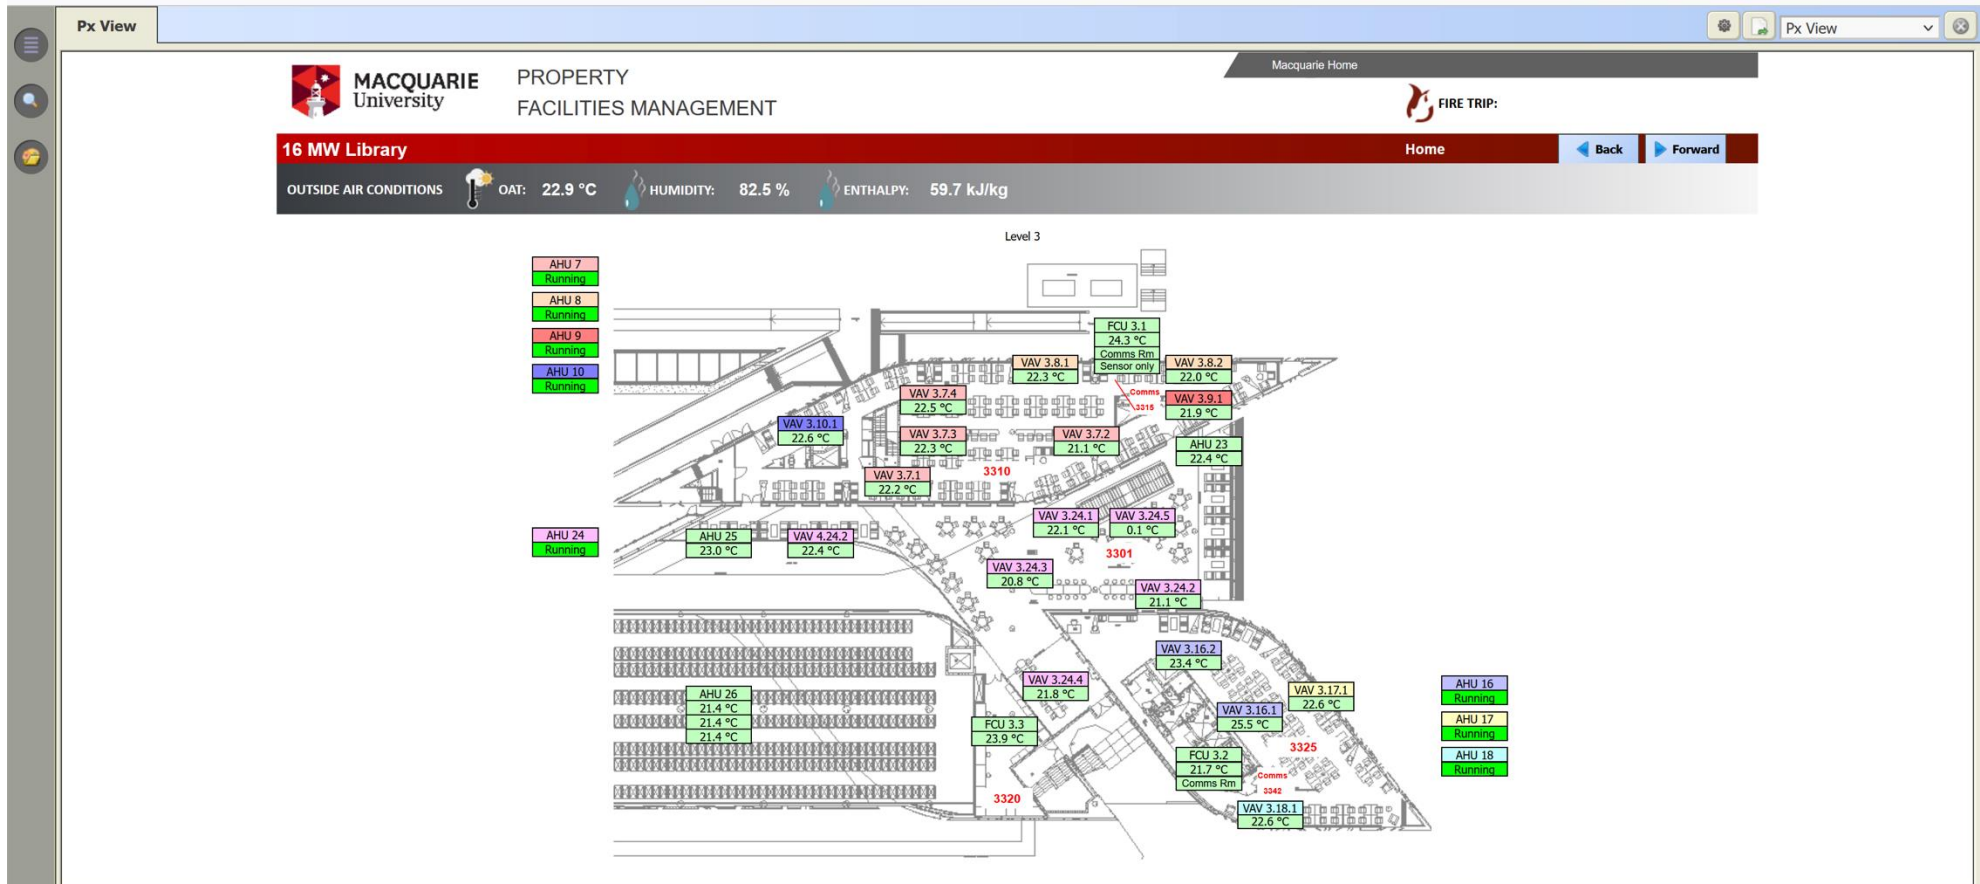 Px View
Px View
Macquarie Home
MACQUARIE
University
PROPERTY
FACILITIES MANAGEMENT
FIRE TRIP:
16 MW Library
Home
Back
Forward
OUTSIDE AIR CONDITIONS
OAT: 22.9 °C
HUMIDITY: 82.5 %
ENTHALPY: 59.7 kJ/kg
Level 3
AHU 7
Running
AHU 8
Running
AHU 9
Running
AHU 10
Running
FCU 3.1
24.3 °C
Comms Rm
Sensor only
VAV 3.8.1
22.3 °C
VAV 3.8.2
22.0 °C
VAV 3.7.4
22.5 °C
Comms
3315
VAV 3.9.1
21.9 °C
VAV 3.10.1
22.6 °C
VAV 3.7.3
22.3 °C
VAV 3.7.2
21.1 °C
AHU 23
22.4 °C
VAV 3.7.1
22.2 °C
3310
AHU 24
Running
AHU 25
23.0 °C
VAV 4.24.2
22.4 °C
VAV 3.24.1
22.1 °C
VAV 3.24.5
0.1 °C
3301
VAV 3.24.3
20.8 °C
VAV 3.24.2
21.1 °C
VAV 3.16.2
23.4 °C
VAV 3.24.4
21.8 °C
VAV 3.17.1
22.6 °C
AHU 16
Running
AHU 26
21.4 °C
21.4 °C
21.4 °C
VAV 3.16.1
25.5 °C
FCU 3.3
23.9 °C
AHU 17
Running
3325
FCU 3.2
21.7 °C
Comms Rm
Comms
3342
AHU 18
Running
3320
VAV 3.18.1
22.6 °C